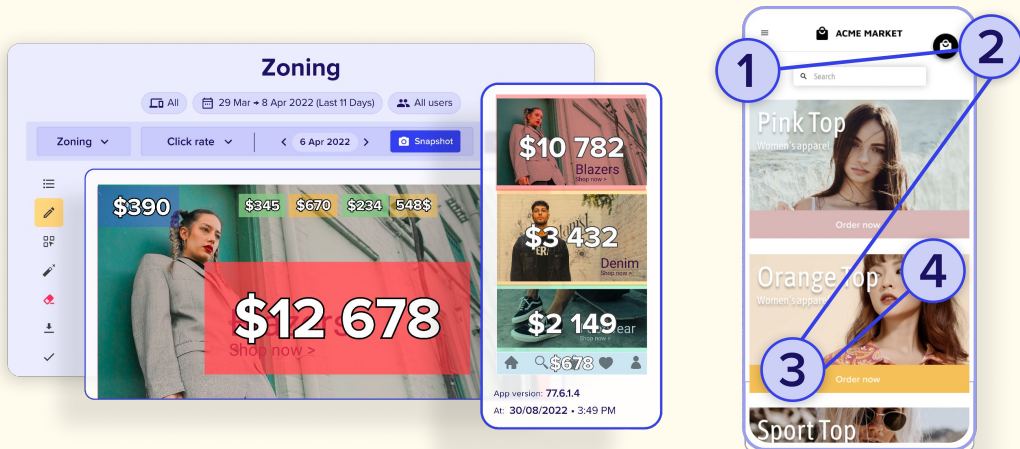 Zoning
All
29 Mar → 8 Apr 2022 (Last 11 Days)
All users
Zoning
Click rate
6 Apr 2022
Snapshot
$390
$345
$670
$234
548$
$12 678
Shop now >
$10 782
Blazers
Shop now >
$3 432
Denim
Shop now >
$2 149
Shop now >
$678
App version: 77.6.1.4
At: 30/08/2022 • 3:49 PM
ACME MARKET
1
2
Search
Pink Top
Women's apparel
Order now
Orange Top
Women's apparel
4
3
Order now
Sport Top